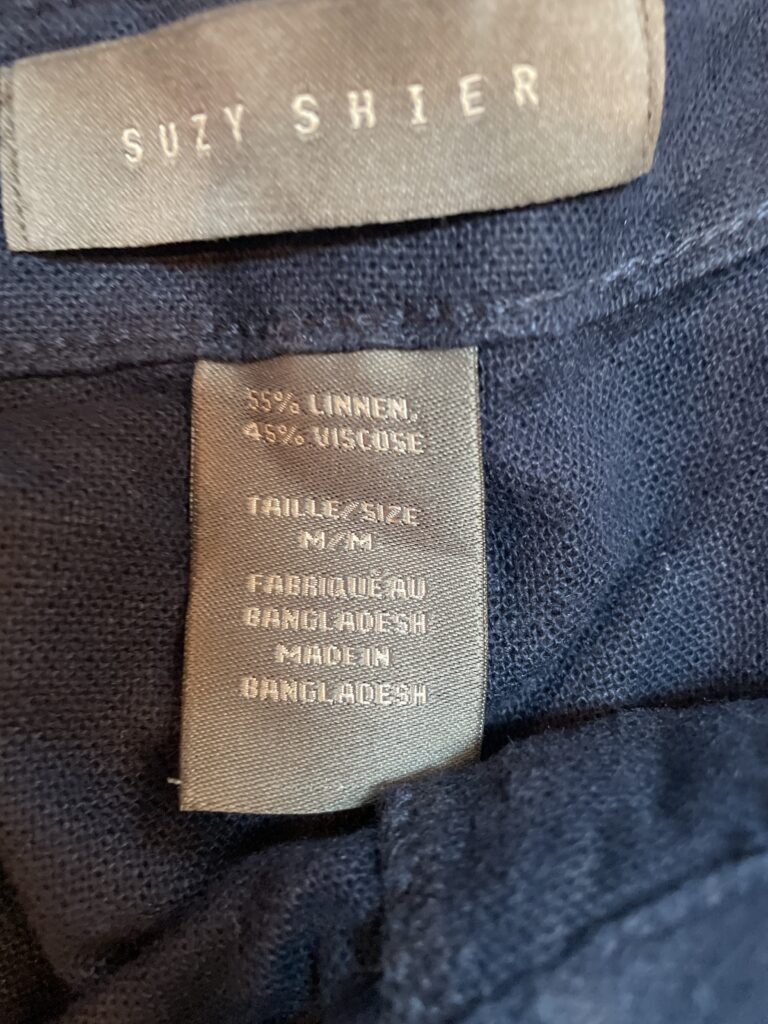 SUZY SHIER
55% LINNEN,
45% VISCOSE
TAILLE/SIZE
M/M
FABRIQUÉ AU
BANGLADESH
MADE IN
BANGLADESH